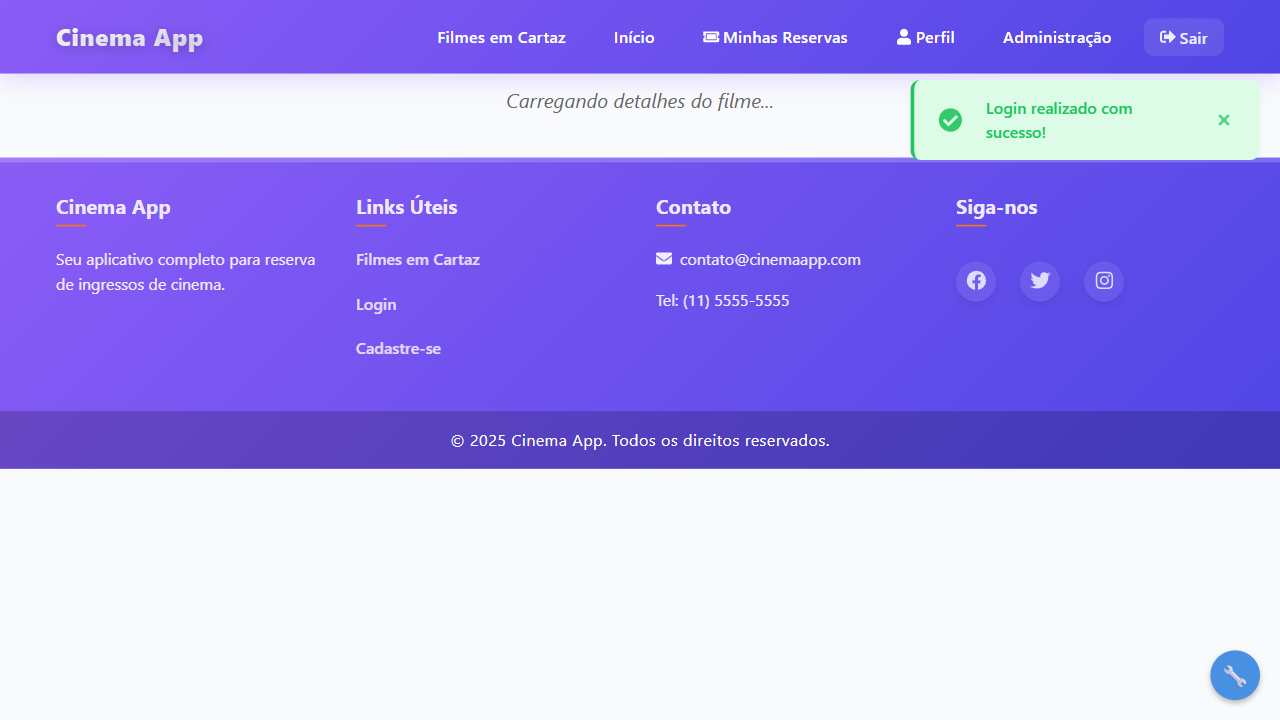 Cinema App
Filmes em Cartaz
Início
Minhas Reservas
Perfil
Administração
Sair
Carregando detalhes do filme...
Login realizado com
sucesso!
Cinema App
Seu aplicativo completo para reserva
de ingressos de cinema.
Links Úteis
Filmes em Cartaz
Login
Cadastre-se
Contato
contato@cinemaapp.com
Tel: (11) 5555-5555
Siga-nos
© 2025 Cinema App. Todos os direitos reservados.